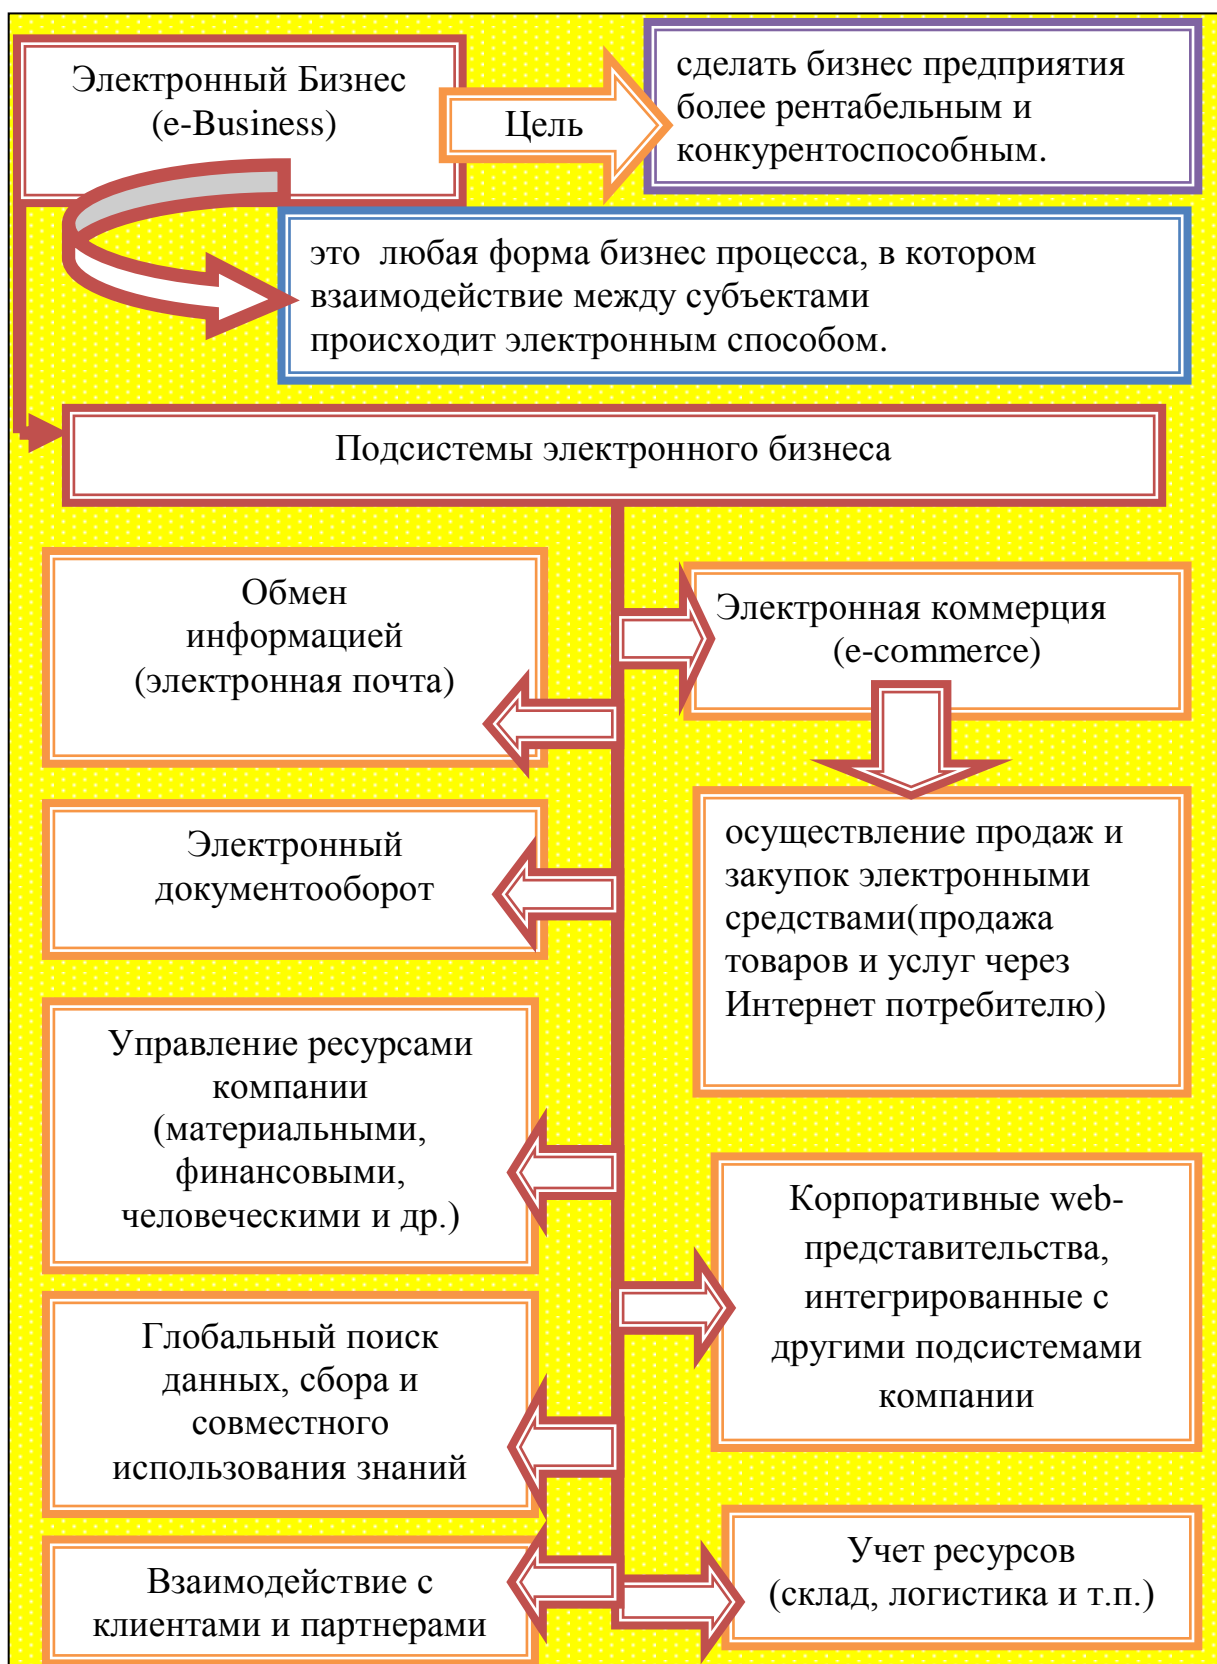 Электронный Бизнес
(e-Business)
Цель
сделать бизнес предприятия
более рентабельным и
конкурентоспособным.
это любая форма бизнес процесса, в котором
взаимодействие между субъектами
происходит электронным способом.
Подсистемы электронного бизнеса
Обмен
информацией
(электронная почта)
Электронная коммерция
(e-commerce)
Электронный
документооборот
осуществление продаж и
закупок электронными
средствами(продажа
товаров и услуг через
Интернет потребителю)
Управление ресурсами
компании
(материальными,
финансовыми,
человеческими и др.)
Корпоративные web-
представительства,
интегрированные с
другими подсистемами
компании
Глобальный поиск
данных, сбора и
совместного
использования знаний
Учет ресурсов
(склад, логистика и т.п.)
Взаимодействие с
клиентами и партнерами